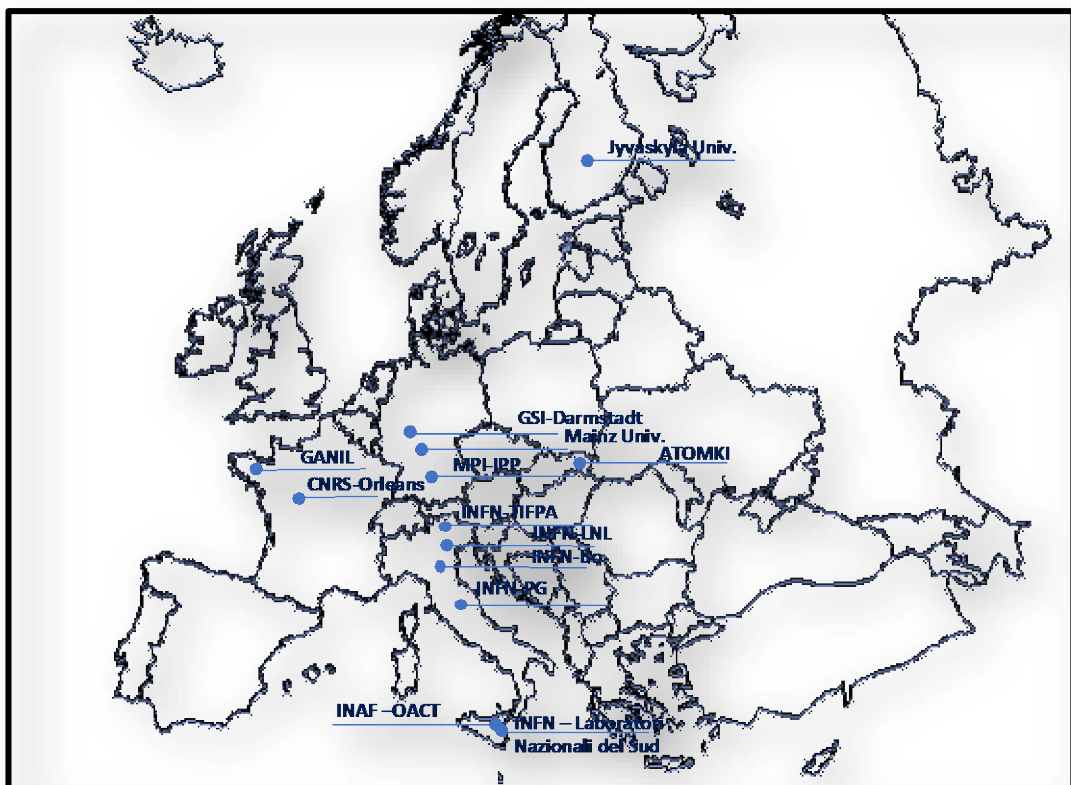 Jyvaskyla Univ.
GSI-Darmstadt
Mainz Univ.
GANIL
MPI-IPP
ATOMKI
CNRS-Orleans
INFN-TIFPA
INFN-LNL
INFN-Bo
INFN-PG
INAF –OACT
INFN – Laboratori
Nazionali del Sud